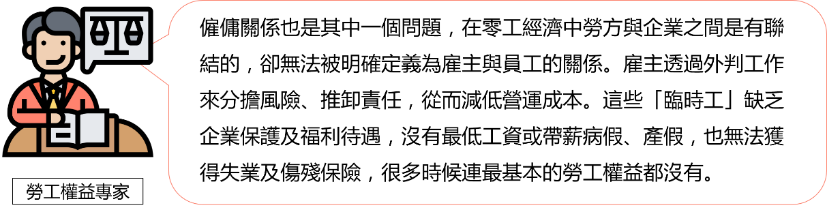 僱傭關係也是其中一個問題，在零工經濟中勞方與企業之間是有聯
結的，卻無法被明確定義為雇主與員工的關係。雇主透過外判工作
來分擔風險、推卸責任，從而減低營運成本。這些「臨時工」缺乏
企業保護及福利待遇，沒有最低工資或帶薪病假、產假，也無法獲
得失業及傷殘保險，很多時候連最基本的勞工權益都沒有。
勞工權益專家